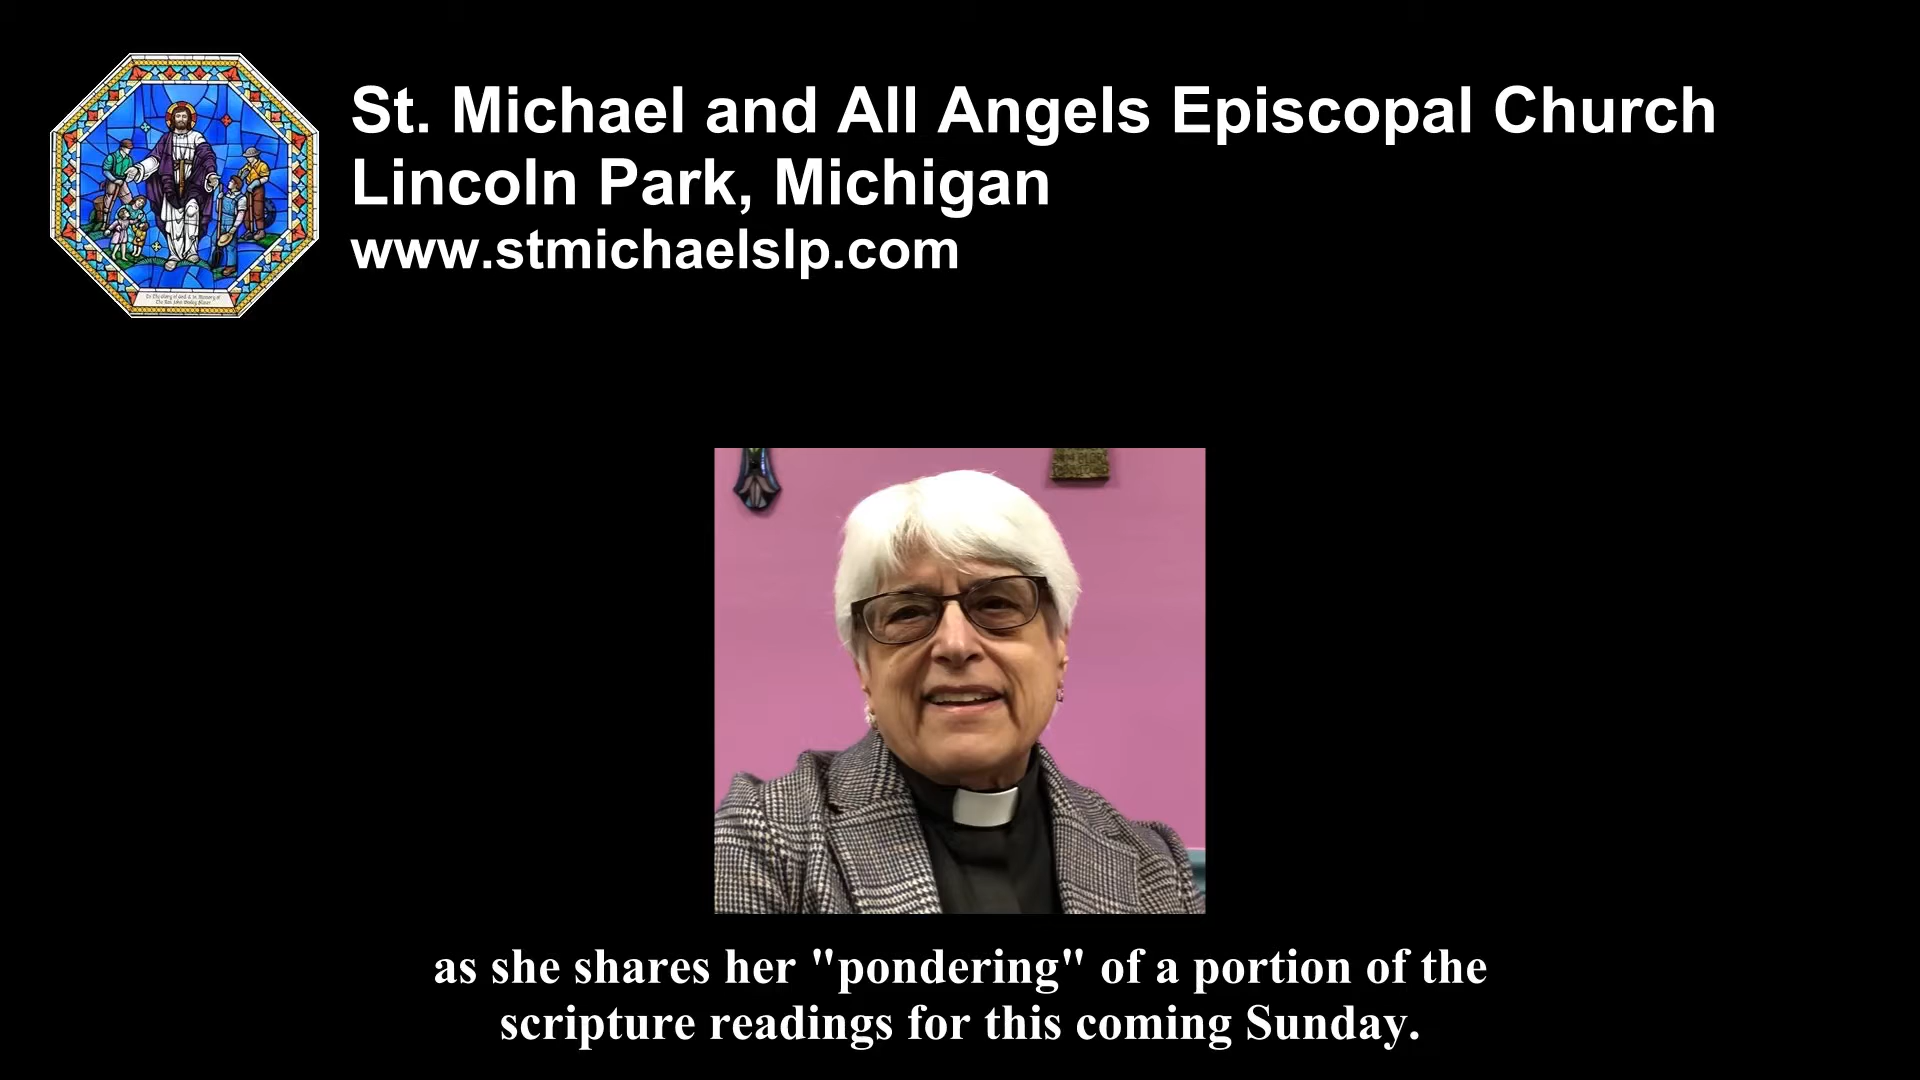 St. Michael and All Angels Episcopal Church
Lincoln Park, Michigan
www.stmichaelslp.com
as she shares her "pondering" of a portion of the
scripture readings for this coming Sunday.